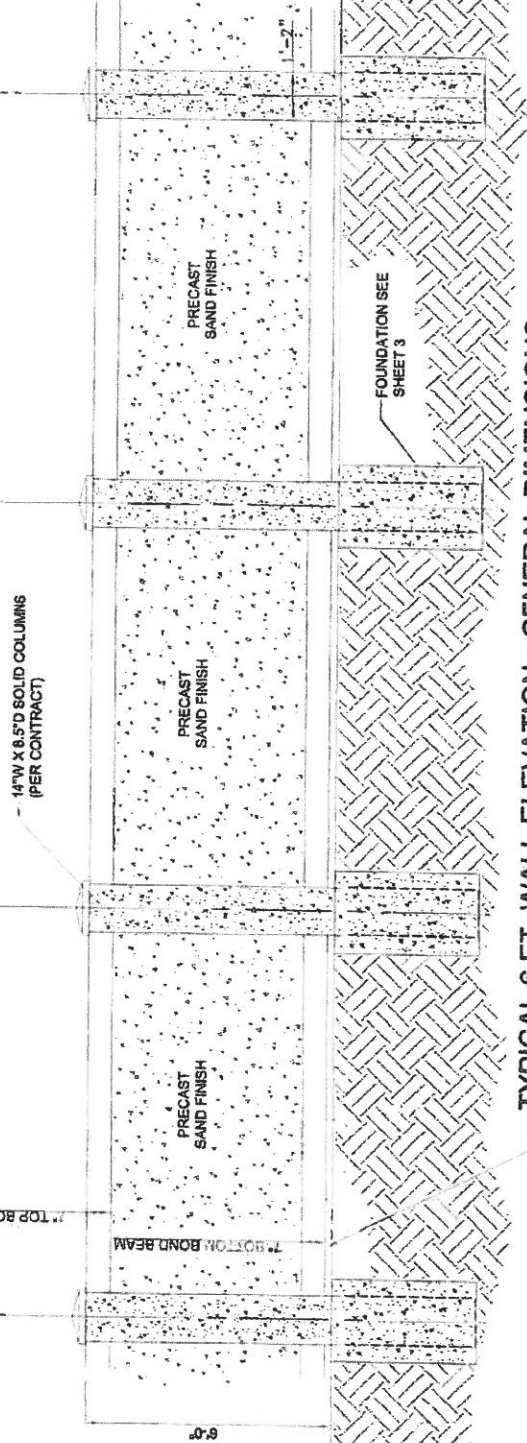 14"W X 8.5"D SOLID COLUMNS
(PER CONTRACT)
7" TOP
7" BOTTOM BOND BEAM
6'-0"
PRECAST
SAND FINISH
PRECAST
SAND FINISH
PRECAST
SAND FINISH
1'-2"
FOUNDATION SEE
SHEET 3
TYPICAL 6 FT. WALL ELEVATION GENERAL DIMENSIONS